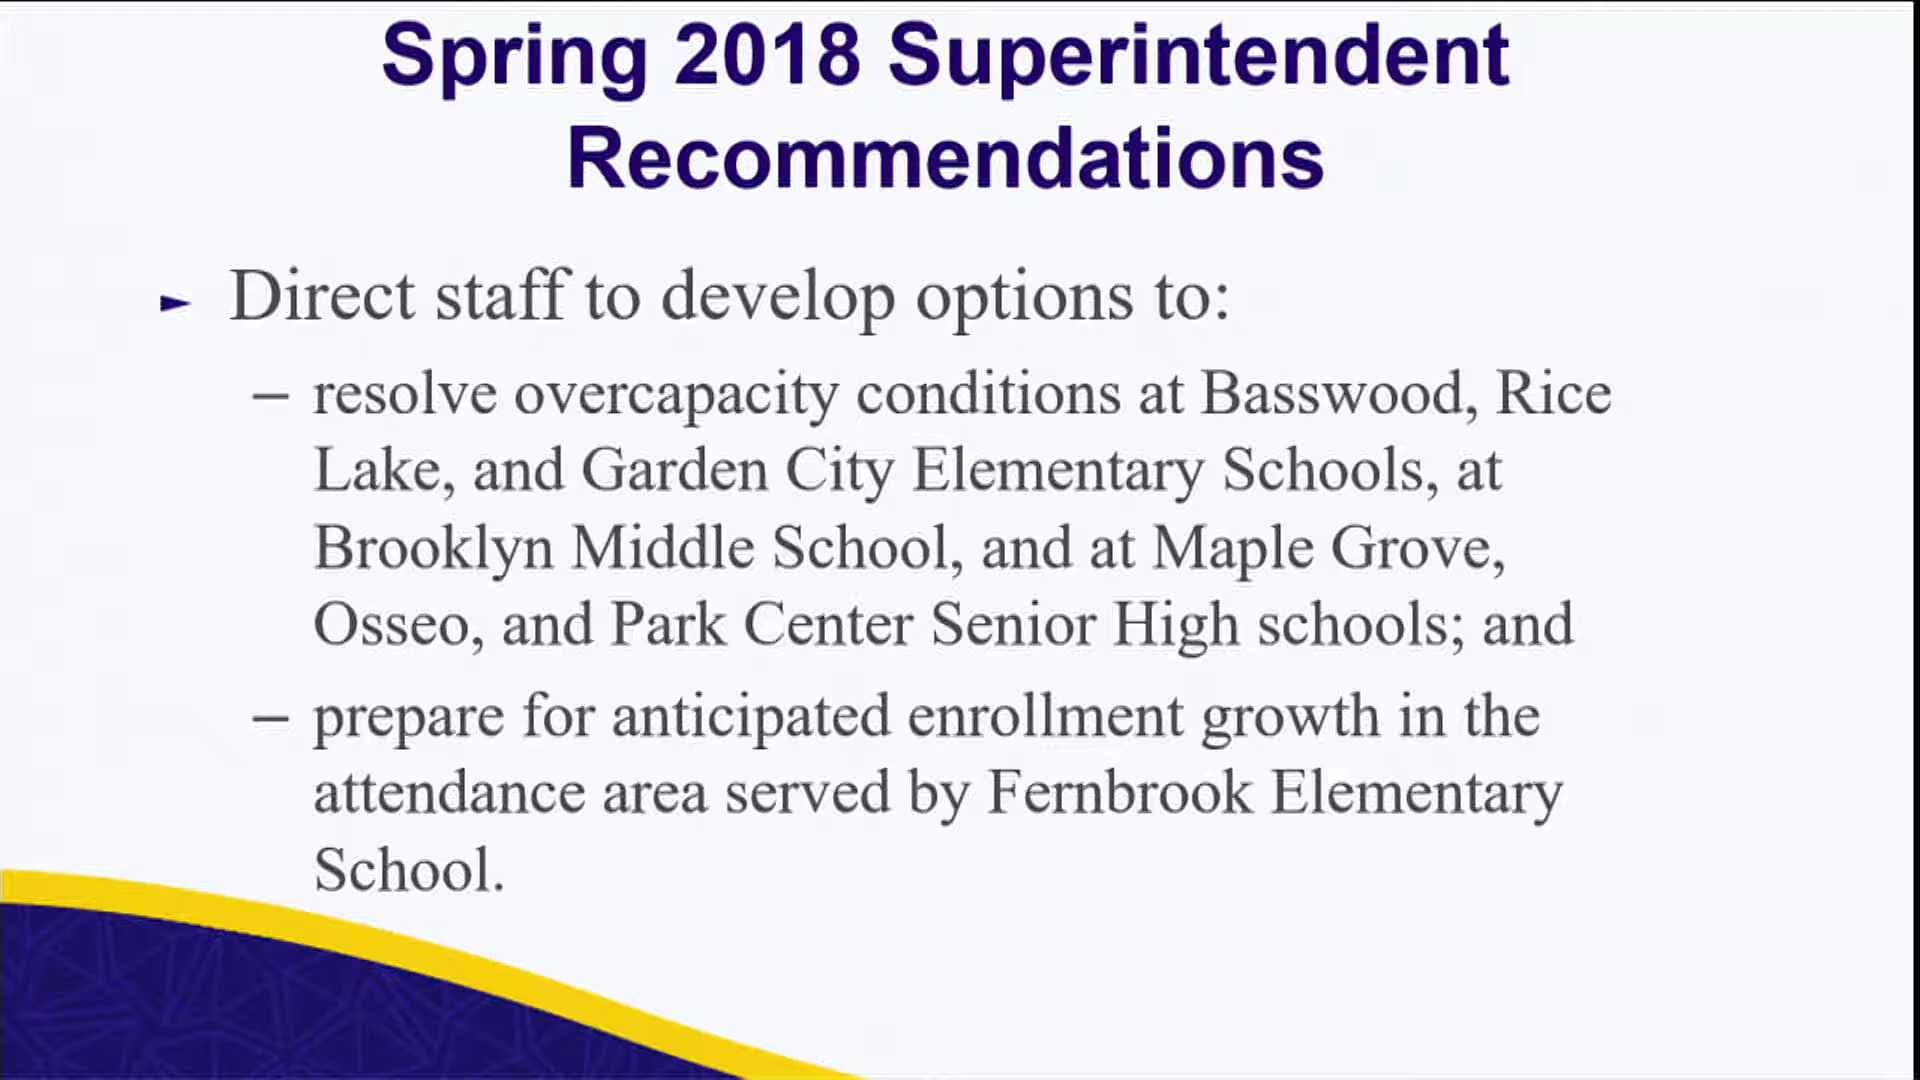 Spring 2018 Superintendent
Recommendations
► Direct staff to develop options to:
– resolve overcapacity conditions at Basswood, Rice
Lake, and Garden City Elementary Schools, at
Brooklyn Middle School, and at Maple Grove,
Osseo, and Park Center Senior High schools; and
– prepare for anticipated enrollment growth in the
attendance area served by Fernbrook Elementary
School.